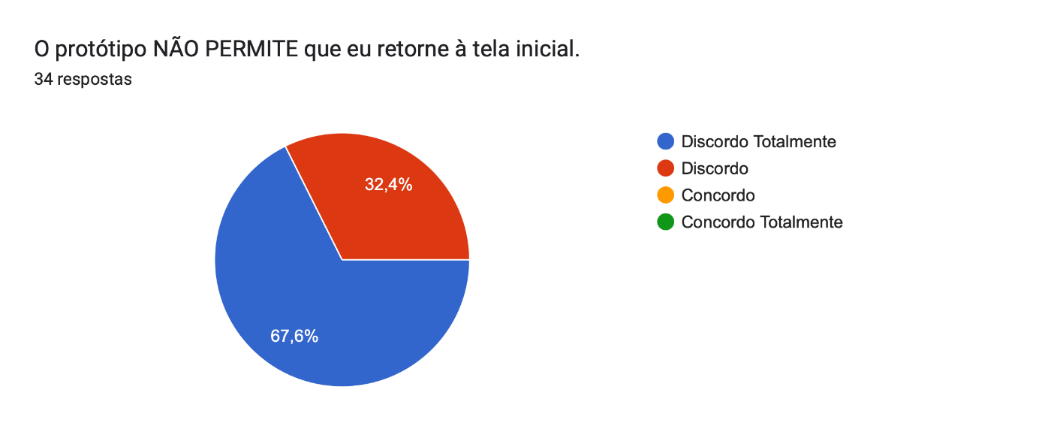 O protótipo NÃO PERMITE que eu retorne à tela inicial.
34 respostas
32,4%
67,6%
Discordo Totalmente
Discordo
Concordo
Concordo Totalmente